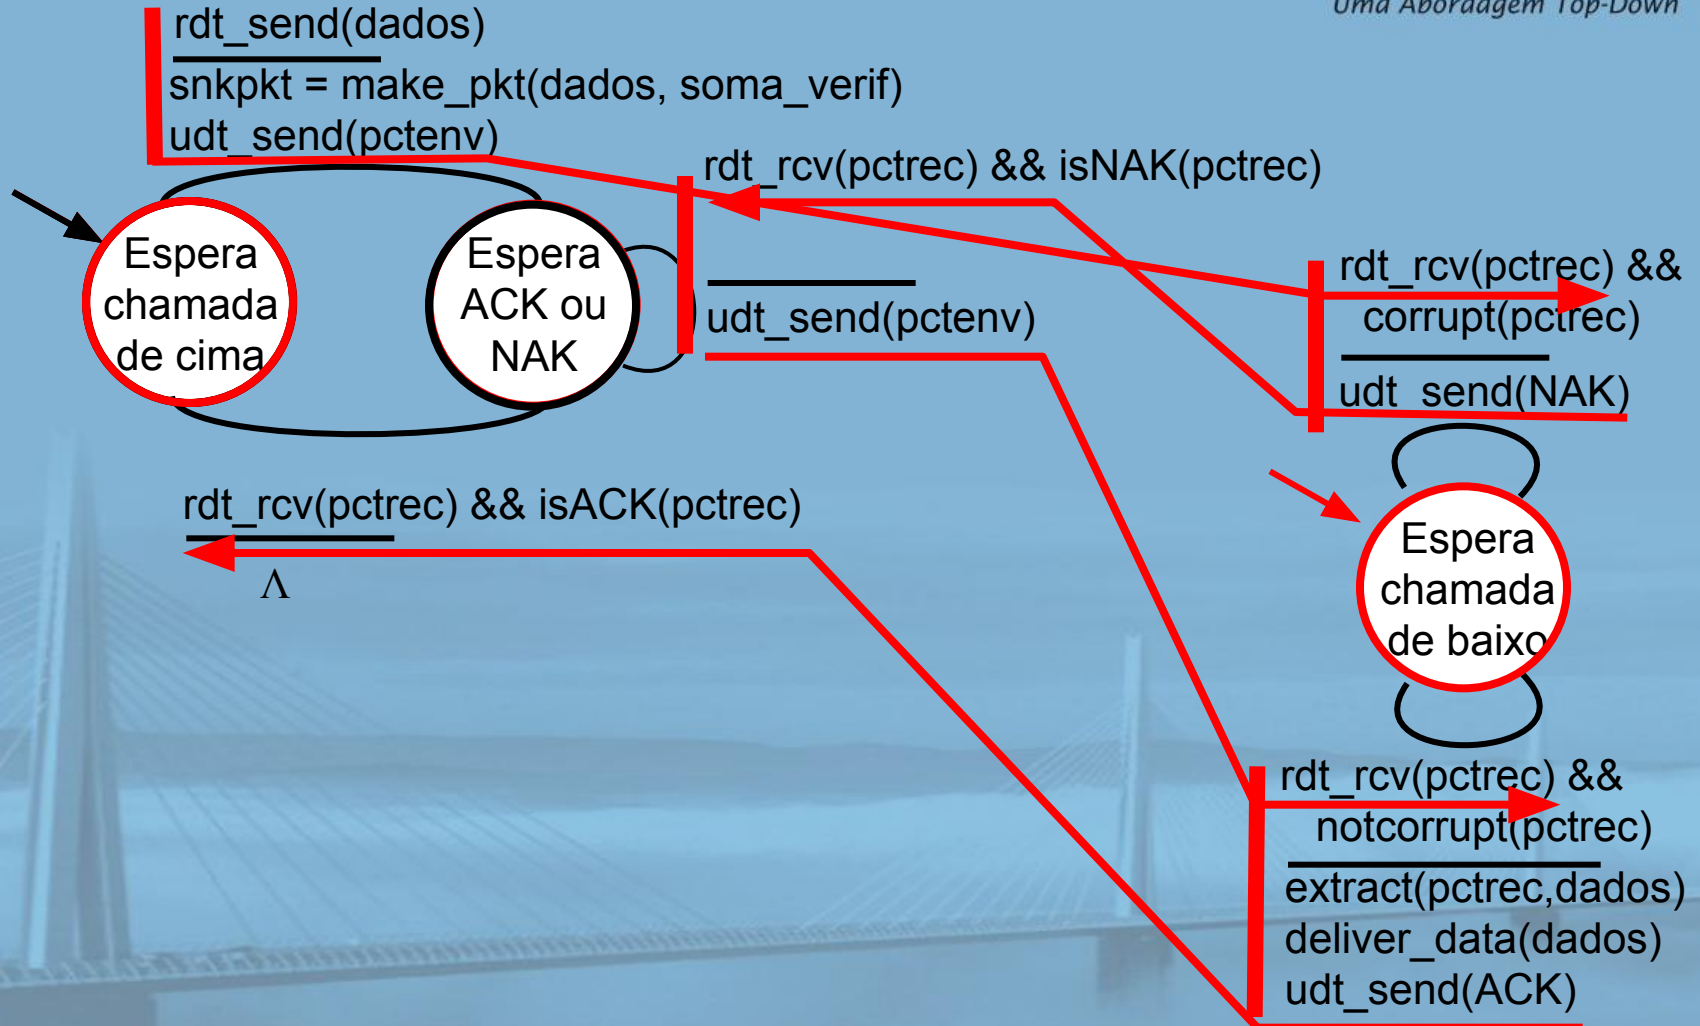 Uma Abordagem Top-Down
rdt_send(dados)
snkpkt = make_pkt(dados, soma_verif)
udt_send(pctenv)
rdt_rcv(pctrec) && isNAK(pctrec)
udt_send(pctenv)
Espera
chamada
de cima
Espera
ACK ou
NAK
rdt_rcv(pctrec) && isACK(pctrec)
Λ
rdt_rcv(pctrec) &&
corrupt(pctrec)
udt_send(NAK)
Espera
chamada
de baixo
rdt_rcv(pctrec) &&
notcorrupt(pctrec)
extract(pctrec,dados)
deliver_data(dados)
udt_send(ACK)